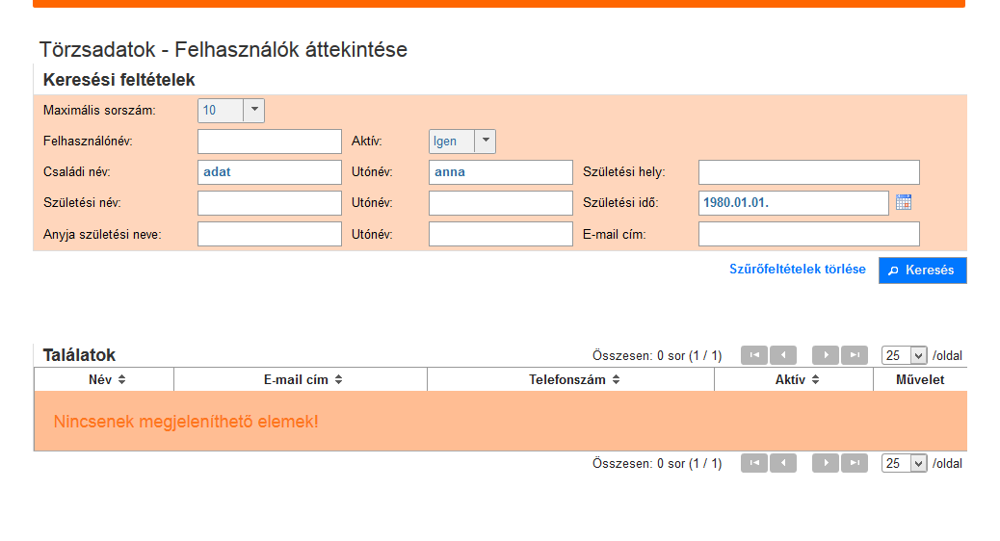 Törzsadatok - Felhasználók áttekintése
Keresési feltételek
Maximális sorszám: 10
Felhasználónév: Aktív: Igen
Családi név: adat Utónév: anna Születési hely:
Születési név: Utónév: Születési idő: 1980.01.01.
Anyja születési neve: Utónév: E-mail cím:
Szűrőfeltételek törlése Keresés
Találatok Összesen: 0 sor (1 / 1) 25 /oldal
Név E-mail cím Telefonszám Aktív Művelet
Nincsenek megjeleníthető elemek!
Összesen: 0 sor (1 / 1) 25 /oldal